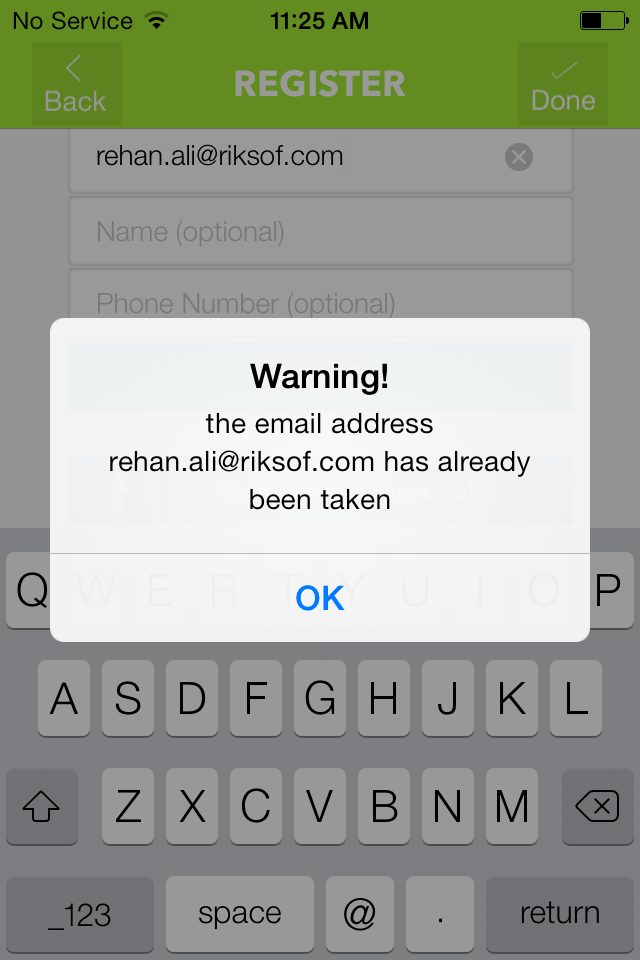 No Service 11:25 AM
Back REGISTER Done
rehan.ali@riksof.com
Name (optional)
Phone Number (optional)
Warning!
the email address
rehan.ali@riksof.com has already
been taken
OK
Q W E R T Y U I O P
A S D F G H J K L
Z X C V B N M
_123 space @ . return